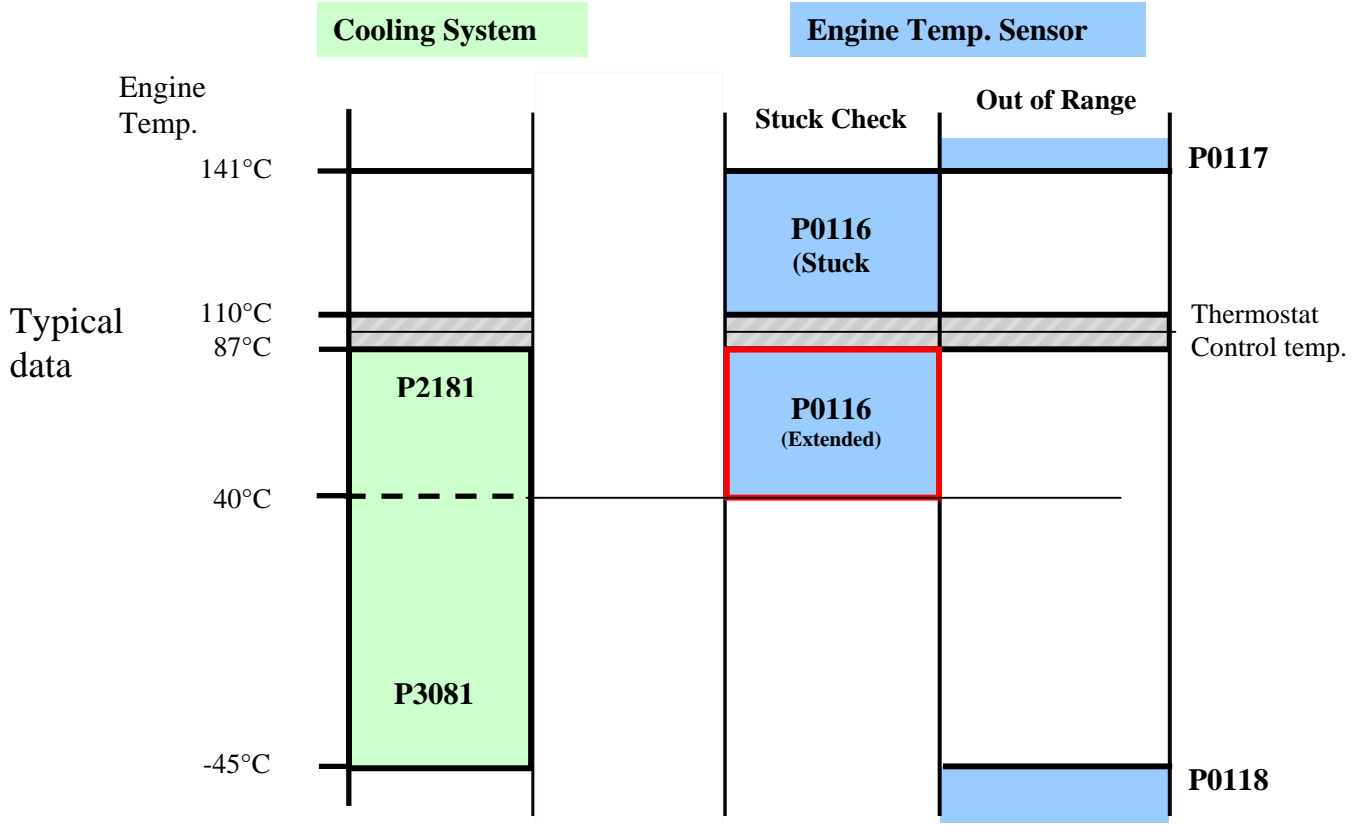 Cooling System
Engine Temp. Sensor
Engine
Temp.
Stuck Check
Out of Range
141°C
P0117
P0116
(Stuck
110°C
Typical
data
87°C
Thermostat
Control temp.
P2181
P0116
(Extended)
40°C
P3081
-45°C
P0118